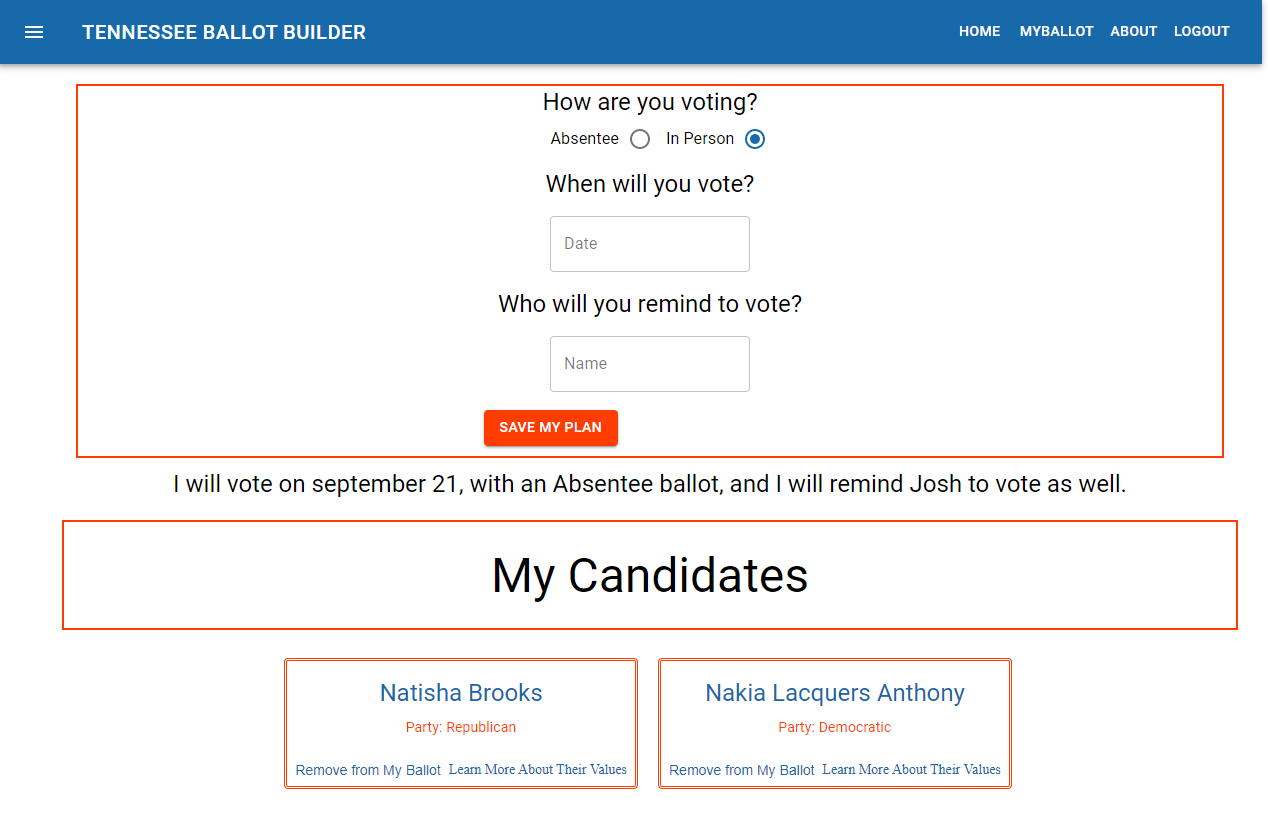 TENNESSEE BALLOT BUILDER HOME MYBALLOT ABOUT LOGOUT
How are you voting?
Absentee In Person
When will you vote?
Date
Who will you remind to vote?
Name
SAVE MY PLAN
I will vote on september 21, with an Absentee ballot, and I will remind Josh to vote as well.
My Candidates
Natisha Brooks
Party: Republican
Remove from My Ballot Learn More About Their Values
Nakia Lacquers Anthony
Party: Democratic
Remove from My Ballot Learn More About Their Values